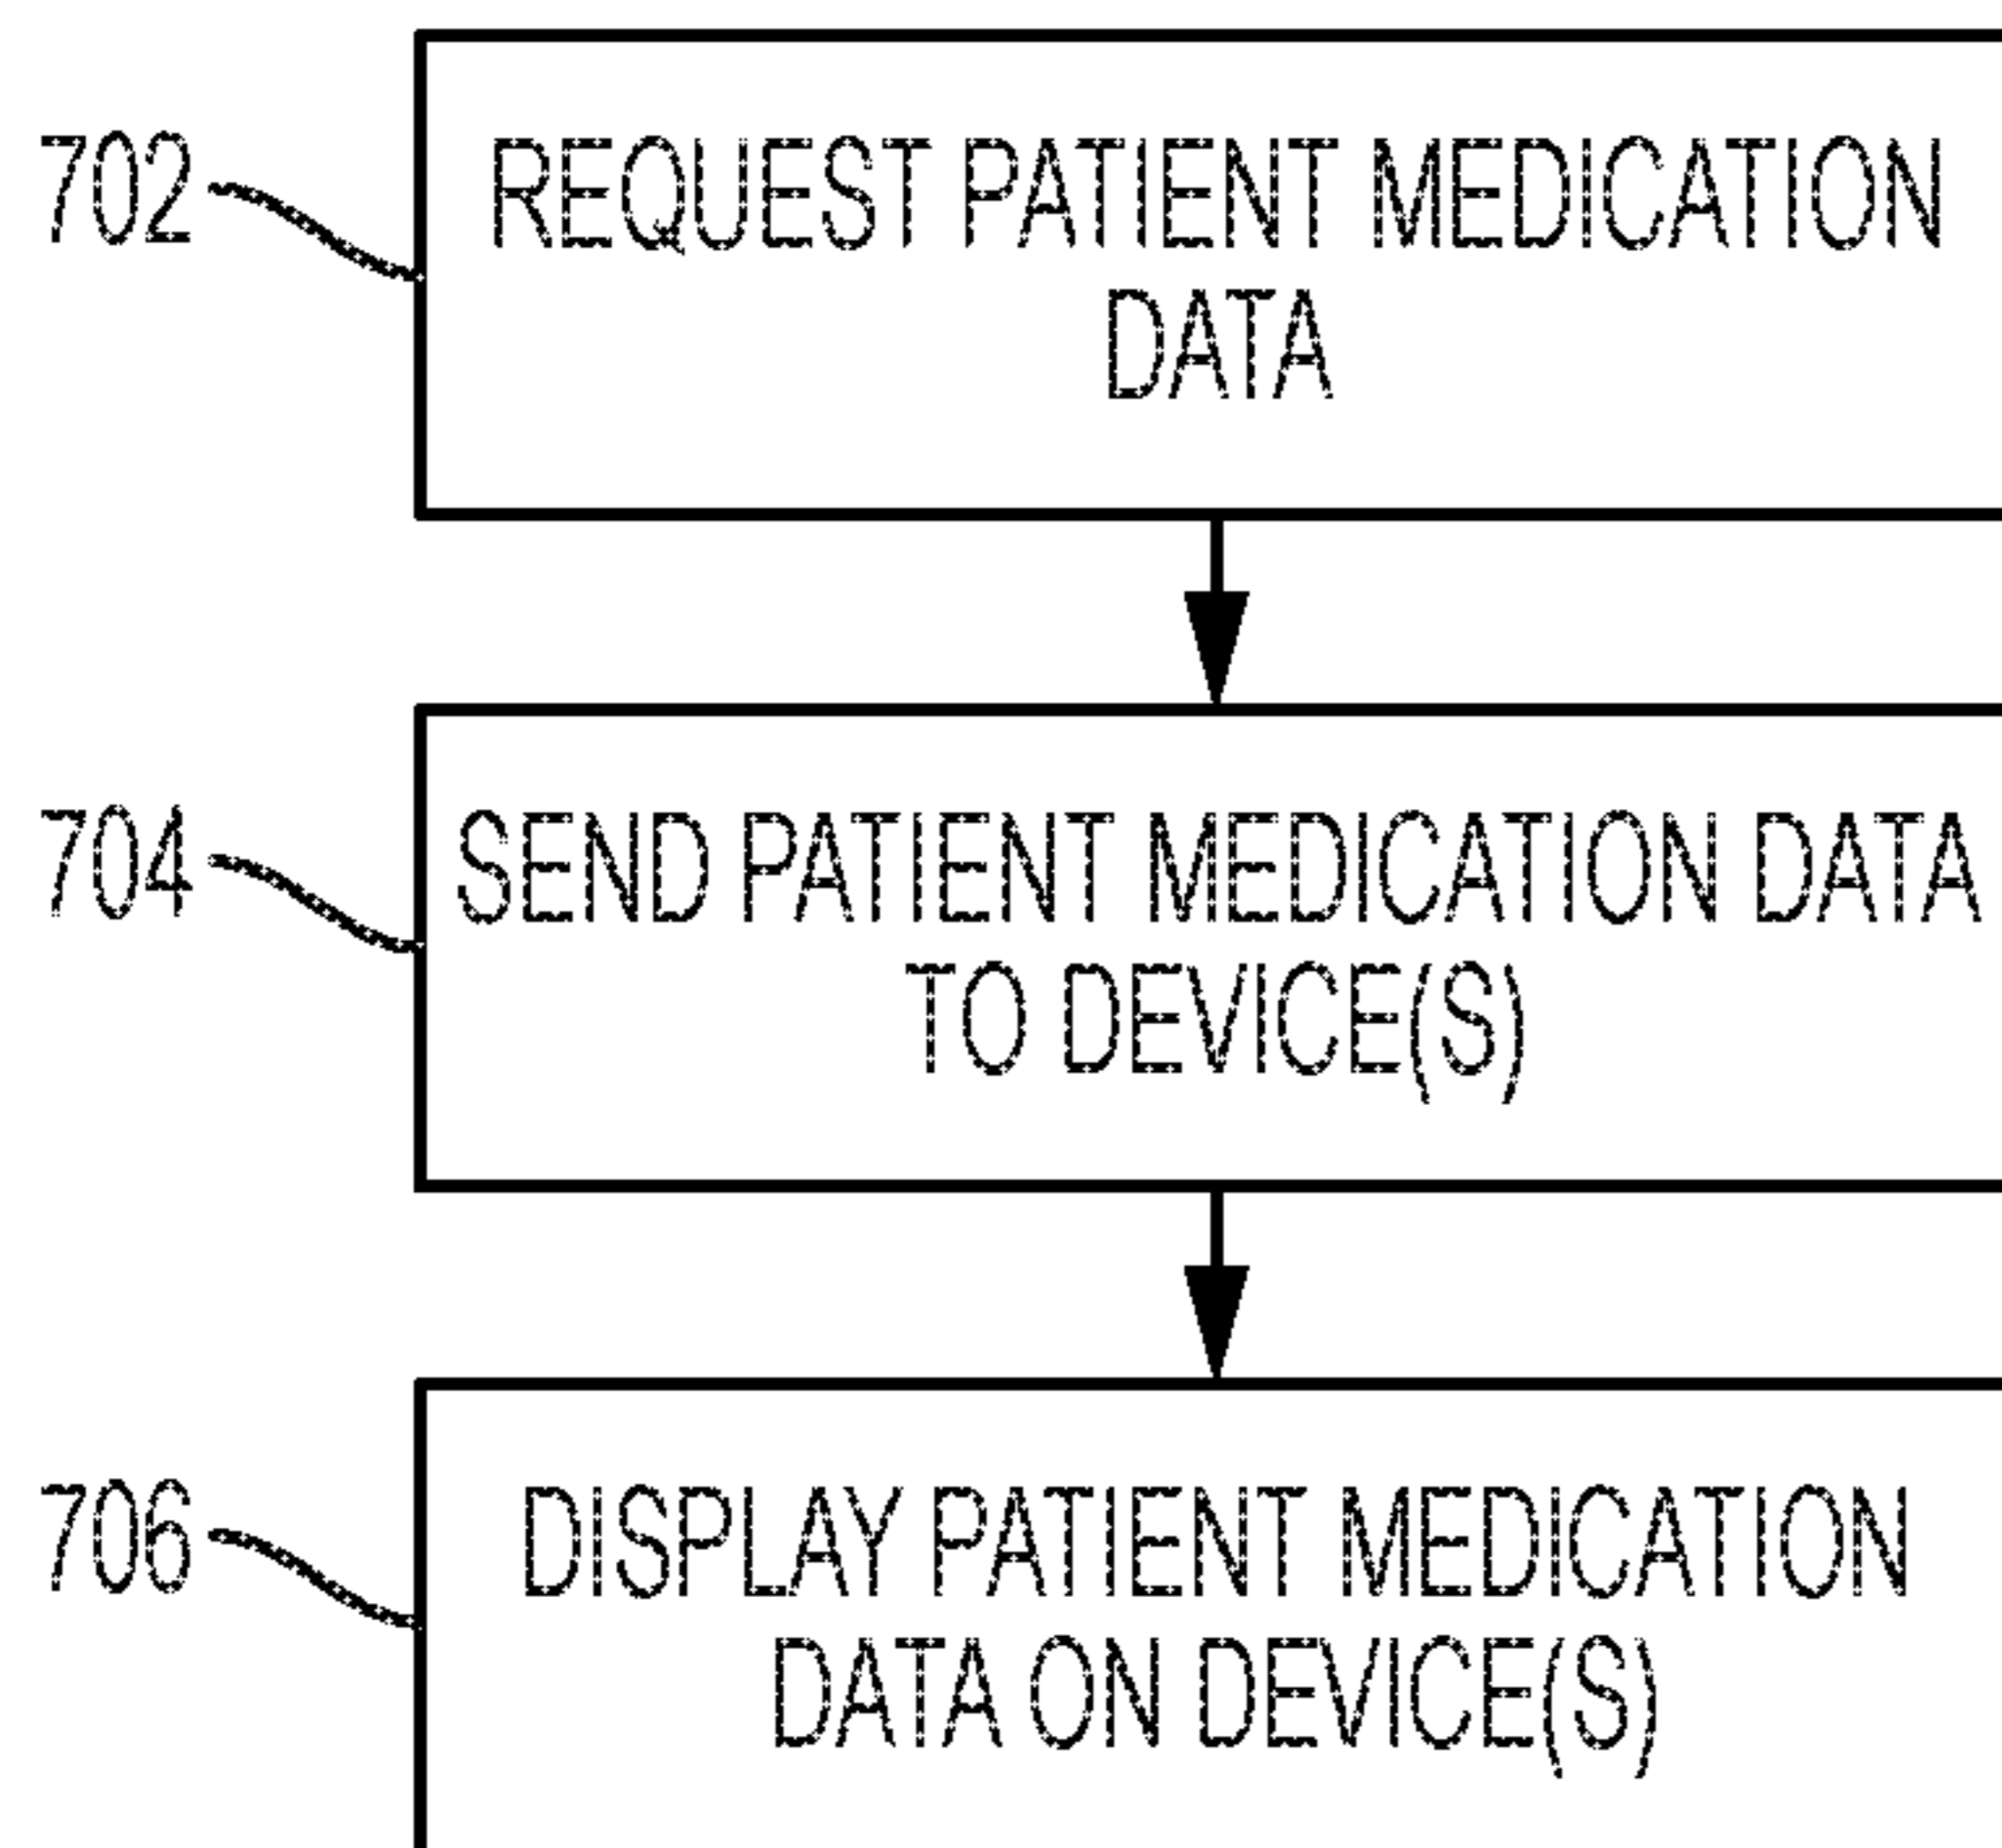 702
REQUEST PATIENT MEDICATION
DATA
704
SEND PATIENT MEDICATION DATA
TO DEVICE(S)
706
DISPLAY PATIENT MEDICATION
DATA ON DEVICE(S)